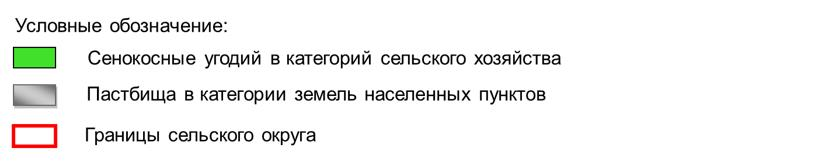 Условные обозначение:
Сенокосные угодий в категорий сельского хозяйства
Пастбища в категории земель населенных пунктов
Границы сельского округа